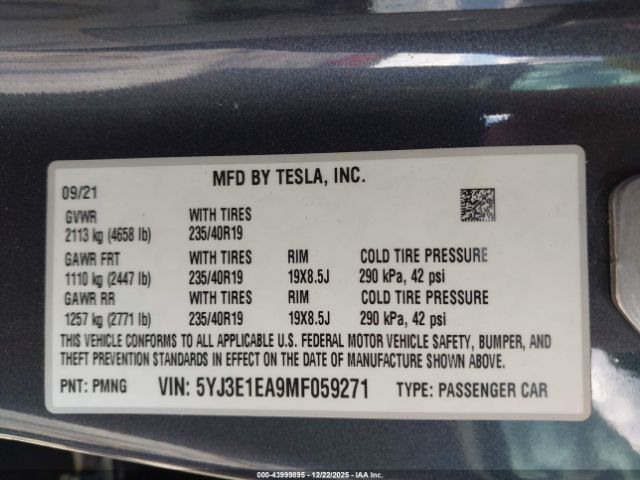 MFD BY TESLA, INC.
09/21
GVWR WITH TIRES
2113 kg (4658 lb) 235/40R19
GAWR FRT WITH TIRES RIM COLD TIRE PRESSURE
1110 kg (2447 lb) 235/40R19 19X8.5J 290 kPa, 42 psi
GAWR RR WITH TIRES RIM COLD TIRE PRESSURE
1257 kg (2771 lb) 235/40R19 19X8.5J 290 kPa, 42 psi
THIS VEHICLE CONFORMS TO ALL APPLICABLE U.S. FEDERAL MOTOR VEHICLE SAFETY, BUMPER, AND
THEFT PREVENTION STANDARDS IN EFFECT ON THE DATE OF MANUFACTURE SHOWN ABOVE.
PNT: PMNG VIN: 5YJ3E1EA9MF059271 TYPE: PASSENGER CAR
000-43999895 - 12/22/2025 - IAA Inc.